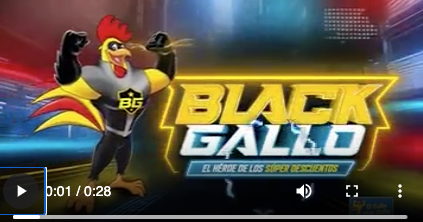 BG
BLACK
GALLO
EL HÉROE DE LOS SÚPER DESCUENTOS
0:01 / 0:28